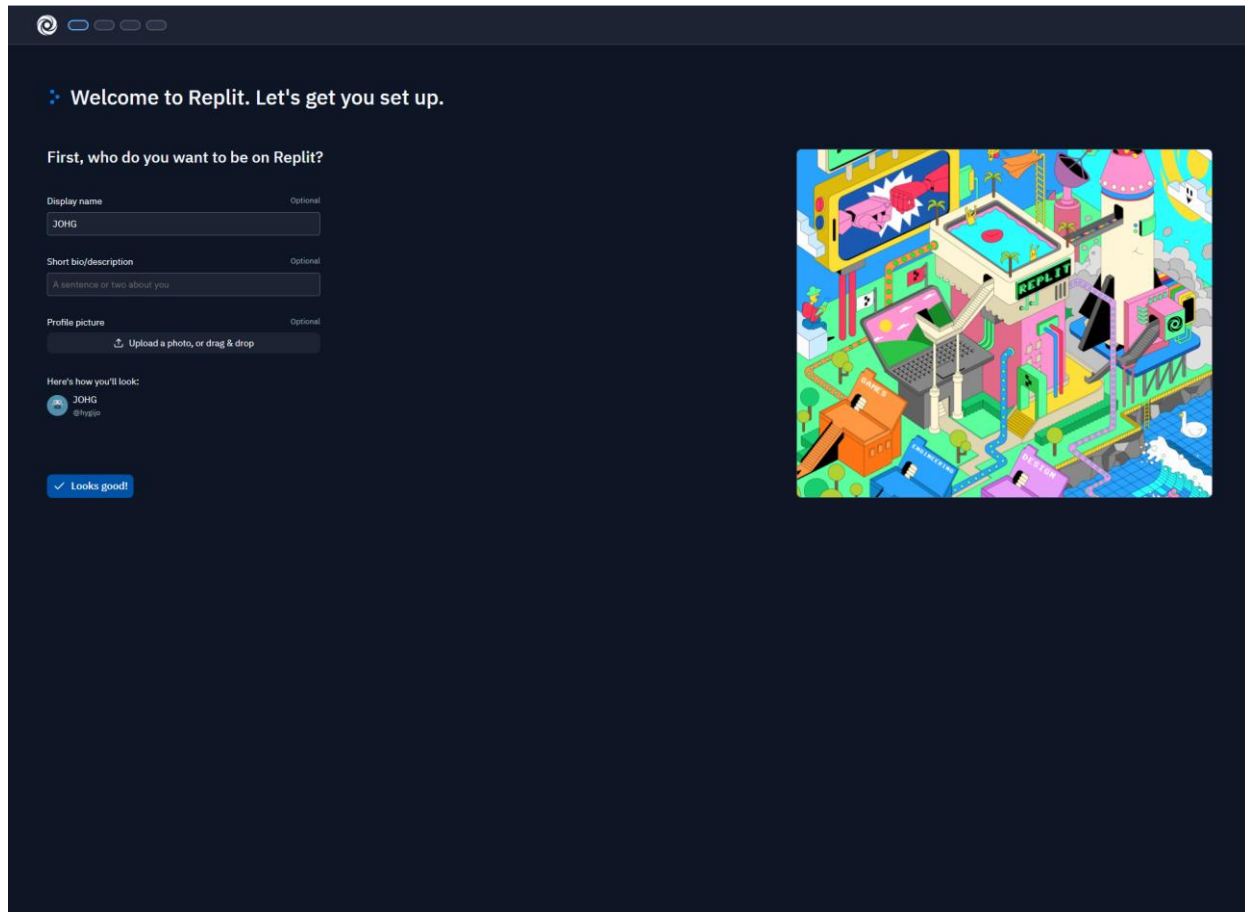 Welcome to Replit. Let's get you set up.
First, who do you want to be on Replit?
Display name Optional
JOHG
Short bio/description Optional
A sentence or two about you
Profile picture Optional
Upload a photo, or drag & drop
Here's how you'll look:
JOHG
@hygijo
Looks good!
REPLIT
GAMES
ENGINEERING
DESIGN